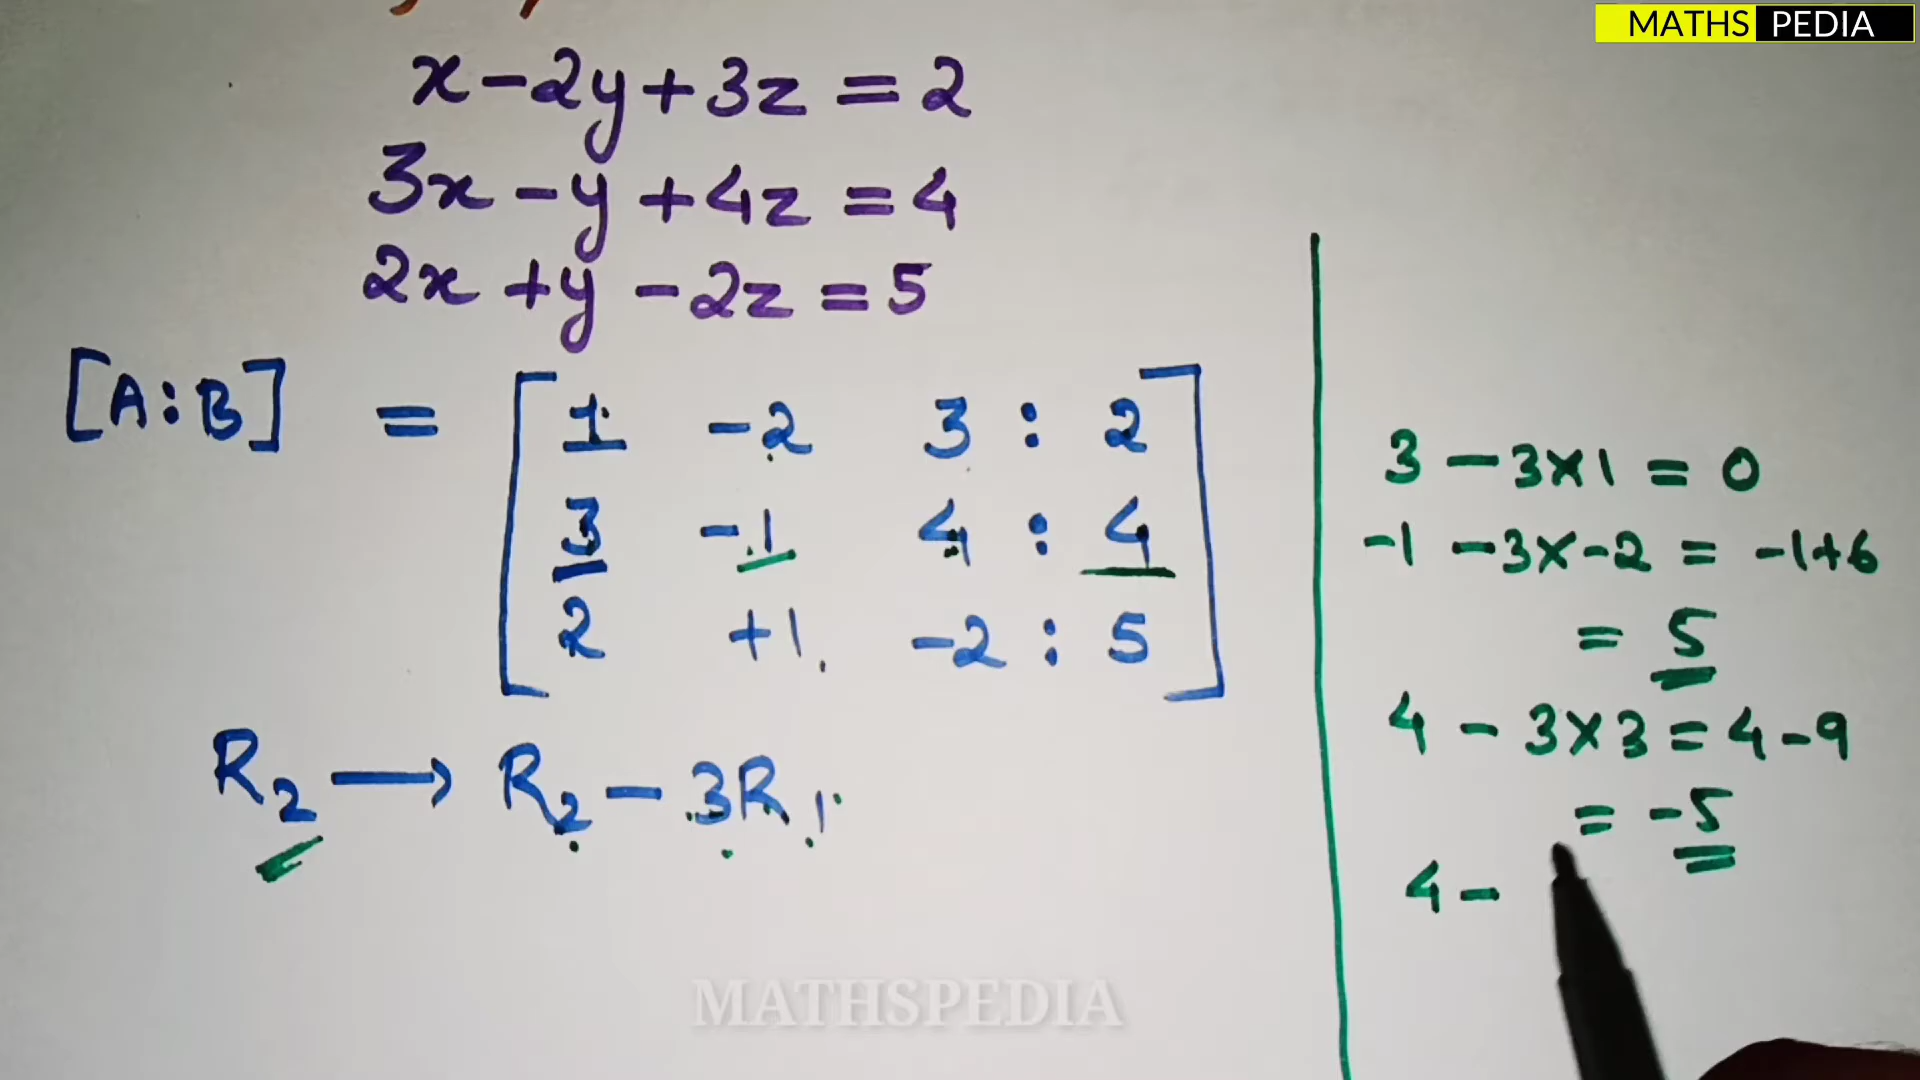 MATHS PEDIA
x-2y+3z=2
3x-y+4z=4
2x+y-2z=5
[A:B] = [1 -2 3 : 2
3 -1 4 : 4
2 +1 -2 : 5]
R₂ ⟶ R₂-3R₁
3-3×1=0
-1-3×-2=-1+6
=5
4-3×3=4-9
=-5
4-
MATHSPEDIA